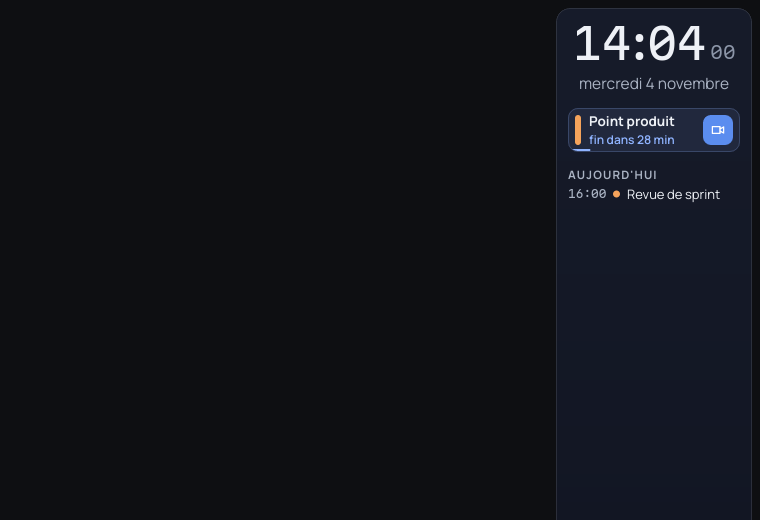 14:04 00
mercredi 4 novembre
Point produit
fin dans 28 min
AUJOURD'HUI
16:00 Revue de sprint